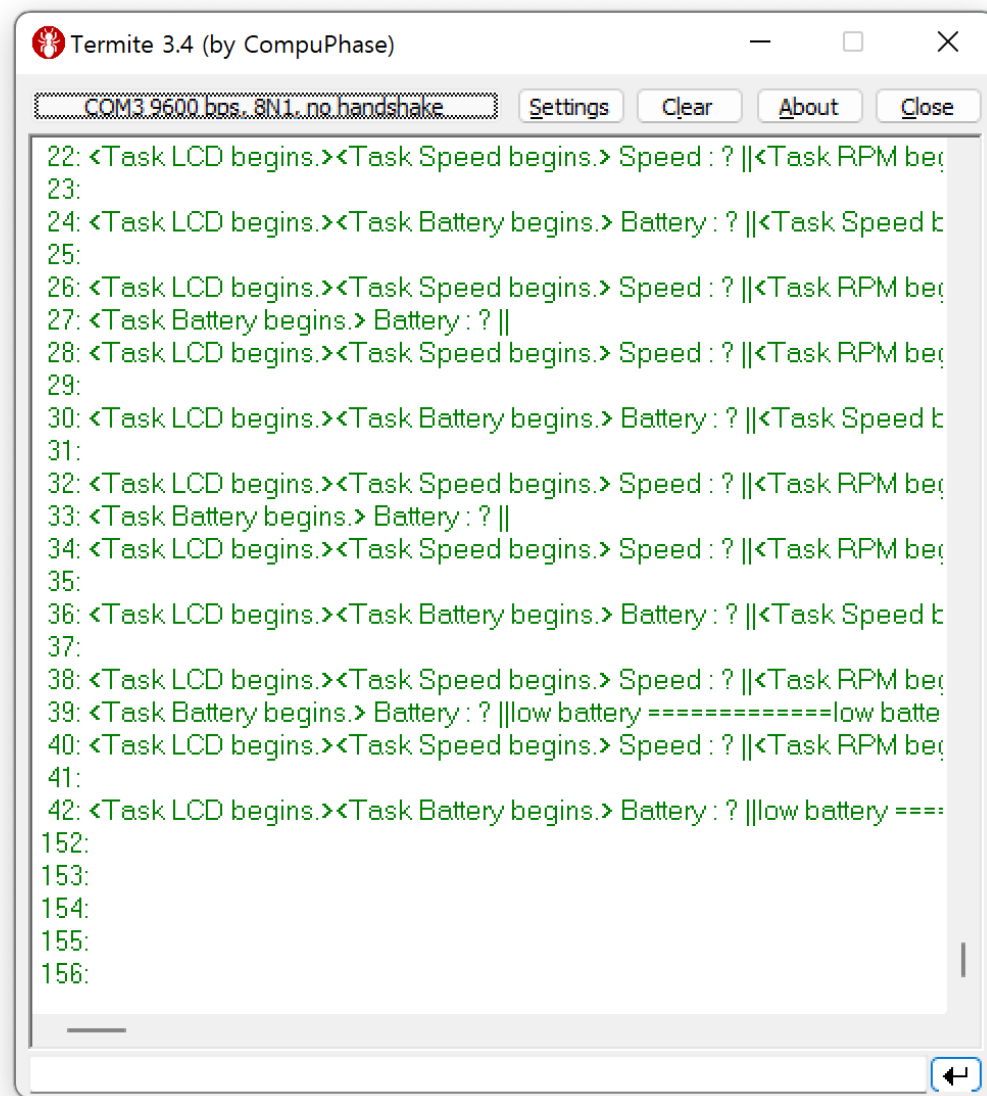 Termite 3.4 (by CompuPhase)
COM3 9600 bps, 8N1, no handshake Settings Clear About Close
22: <Task LCD begins.><Task Speed begins.> Speed : ? ||<Task RPM beg
23:
24: <Task LCD begins.><Task Battery begins.> Battery : ? ||<Task Speed b
25:
26: <Task LCD begins.><Task Speed begins.> Speed : ? ||<Task RPM beg
27: <Task Battery begins.> Battery : ? ||
28: <Task LCD begins.><Task Speed begins.> Speed : ? ||<Task RPM beg
29:
30: <Task LCD begins.><Task Battery begins.> Battery : ? ||<Task Speed b
31:
32: <Task LCD begins.><Task Speed begins.> Speed : ? ||<Task RPM beg
33: <Task Battery begins.> Battery : ? ||
34: <Task LCD begins.><Task Speed begins.> Speed : ? ||<Task RPM beg
35:
36: <Task LCD begins.><Task Battery begins.> Battery : ? ||<Task Speed b
37:
38: <Task LCD begins.><Task Speed begins.> Speed : ? ||<Task RPM beg
39: <Task Battery begins.> Battery : ? ||low battery =============low batte
40: <Task LCD begins.><Task Speed begins.> Speed : ? ||<Task RPM beg
41:
42: <Task LCD begins.><Task Battery begins.> Battery : ? ||low battery ====
152:
153:
154:
155:
156: